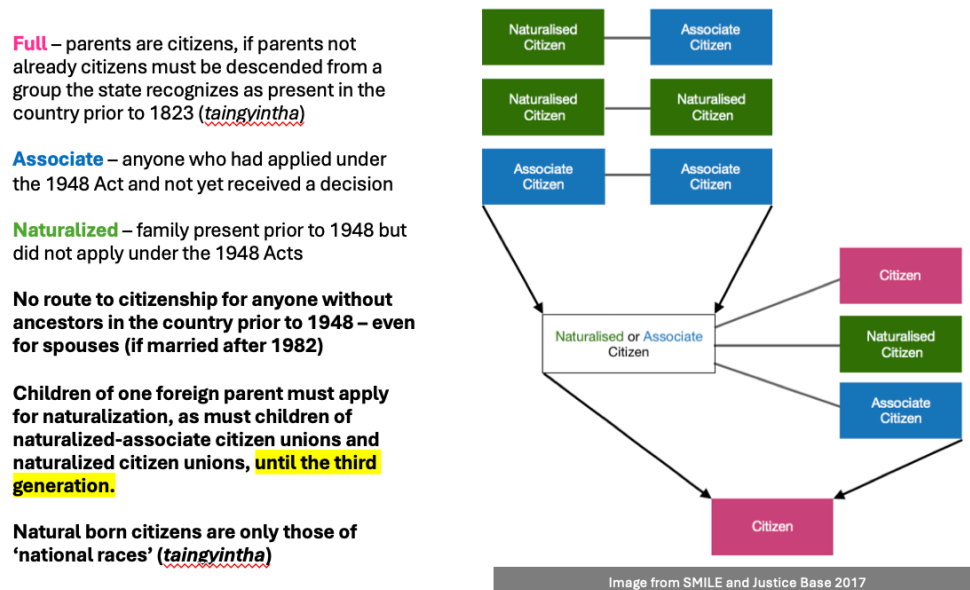 Full – parents are citizens, if parents not
already citizens must be descended from a
group the state recognizes as present in the
country prior to 1823 (taingyintha)
Associate – anyone who had applied under
the 1948 Act and not yet received a decision
Naturalized – family present prior to 1948 but
did not apply under the 1948 Acts
No route to citizenship for anyone without
ancestors in the country prior to 1948 – even
for spouses (if married after 1982)
Children of one foreign parent must apply
for naturalization, as must children of
naturalized-associate citizen unions and
naturalized citizen unions, until the third
generation.
Natural born citizens are only those of
‘national races’ (taingyintha)
Naturalised
Citizen
Associate
Citizen
Naturalised
Citizen
Naturalised
Citizen
Associate
Citizen
Associate
Citizen
Naturalised or Associate
Citizen
Citizen
Naturalised
Citizen
Associate
Citizen
Citizen
Image from SMILE and Justice Base 2017